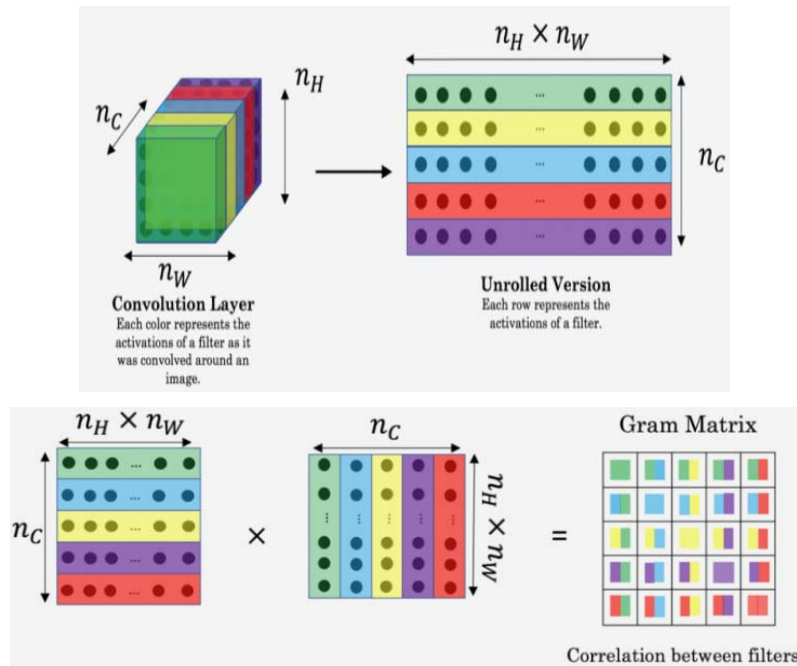 n_H × n_W
n_C
n_H
n_W
n_C
Convolution Layer
Each color represents the
activations of a filter as it
was convolved around an
image.
...
...
...
...
...
Unrolled Version
Each row represents the
activations of a filter.
n_H × n_W
n_C
...
...
...
...
...
×
n_C
...
...
...
...
...
n_H × n_W
=
Gram Matrix
Correlation between filters